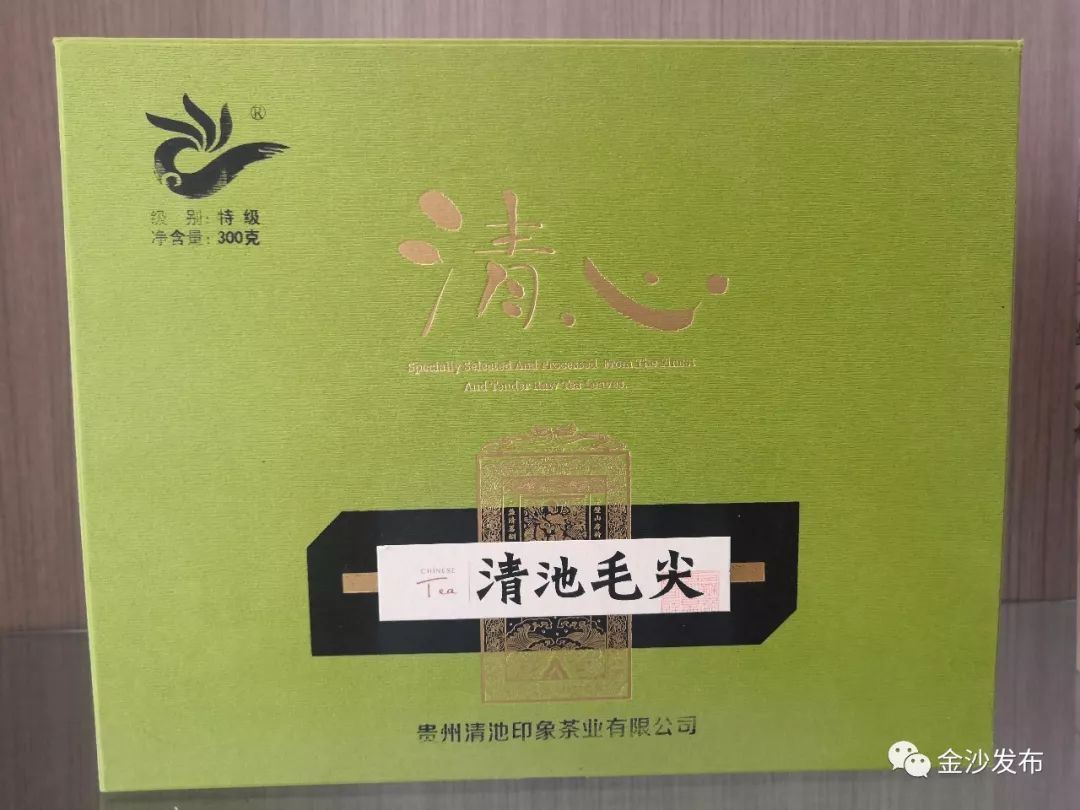 ®
级 别：特 级
净含量：300克
清心
Specially Selected And Processed From The Finest
And Tender Raw Tea Leaves.
CHINESE
Tea
清池毛尖
贵州清池印象茶业有限公司
金沙发布